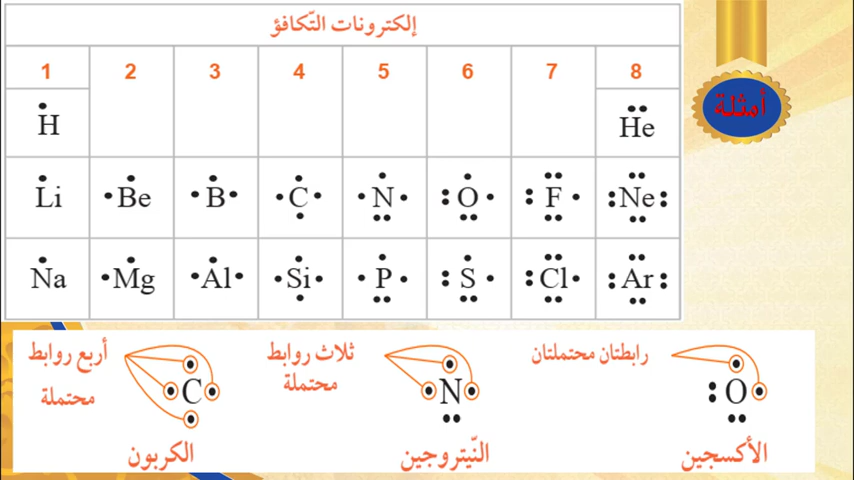 إلكترونات التّكافؤ
1 2 3 4 5 6 7 8
H He
Li Be B C N O F Ne
Na Mg Al Si P S Cl Ar
أمثلة
رابطتان محتملتان
O
الأكسجين
ثلاث روابط
محتملة
N
النّيتروجين
أربع روابط
محتملة
C
الكربون